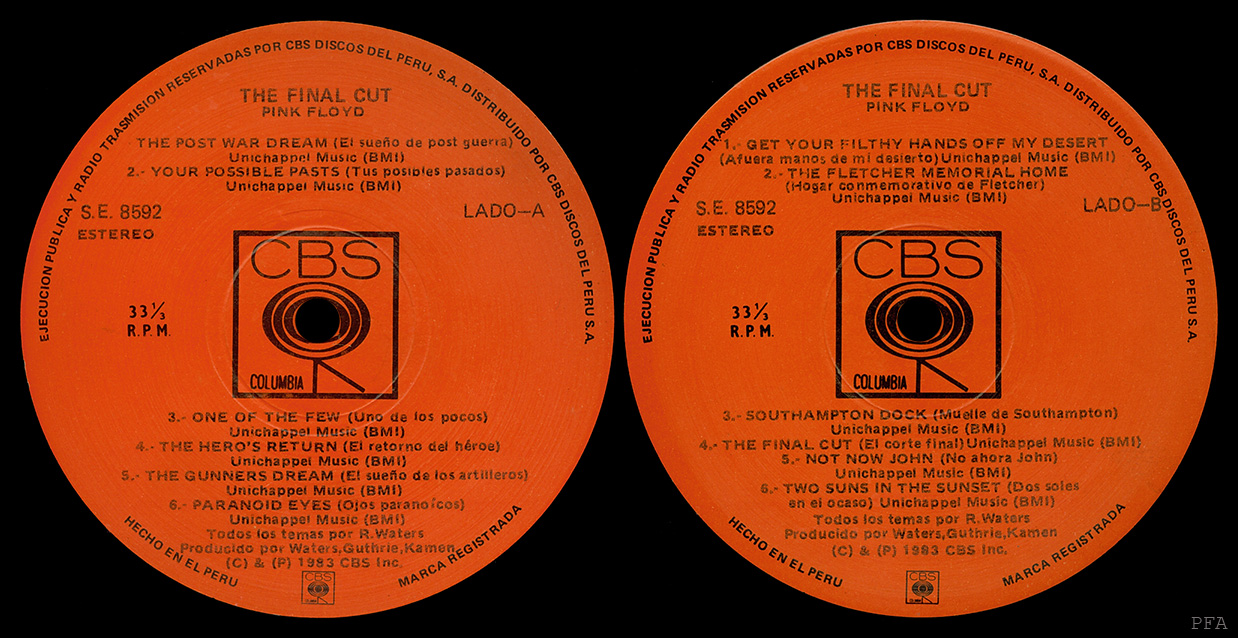 EJECUCION PUBLICA Y RADIO TRASMISION RESERVADAS POR CBS DISCOS DEL PERU, S.A. DISTRIBUIDO POR CBS DISCOS DEL PERU S.A.
THE FINAL CUT
PINK FLOYD
THE POST WAR DREAM (El sueño de post guerra)
Unichappel Music (BMI)
2.- YOUR POSSIBLE PASTS (Tus posibles pasados)
Unichappel Music (BMI)
S.E. 8592
LADO-A
ESTEREO
CBS
33 1/3
R.P.M.
COLUMBIA
3.- ONE OF THE FEW (Uno de los pocos)
Unichappel Music (BMI)
4.- THE HERO'S RETURN (El retorno del héroe)
Unichappel Music (BMI)
5.- THE GUNNERS DREAM (El sueño de los artilleros)
Unichappel Music (BMI)
6.- PARANOID EYES (Ojos paranoícos)
Unichappel Music (BMI)
Todos los temas por R.Waters
Producido por Waters,Guthrie,Kamen
(C) & (P) 1983 CBS Inc.
HECHO EN EL PERU
MARCA REGISTRADA
CBS
EJECUCION PUBLICA Y RADIO TRASMISION RESERVADAS POR CBS DISCOS DEL PERU, S.A. DISTRIBUIDO POR CBS DISCOS DEL PERU S.A.
THE FINAL CUT
PINK FLOYD
1.- GET YOUR FILTHY HANDS OFF MY DESERT
(Afuera manos de mi desierto)Unichappel Music (BMI)
2.- THE FLETCHER MEMORIAL HOME
(Hogar conmemorativo de Fletcher)
Unichappel Music (BMI)
S.E. 8592
LADO-B
ESTEREO
CBS
33 1/3
R.P.M.
COLUMBIA
3.- SOUTHAMPTON DOCK (Muelle de Southampton)
Unichappel Music (BMI)
4.- THE FINAL CUT (El corte final)Unichappel Music (BMI)
5.- NOT NOW JOHN (No ahora John)
Unichappel Music (BMI)
6.- TWO SUNS IN THE SUNSET (Dos soles
en el ocaso) Unichappel Music (BMI)
Todos los temas por R.Waters
Producido por Waters,Guthrie,Kamen
(C) & (P) 1983 CBS Inc.
HECHO EN EL PERU
MARCA REGISTRADA
CBS
PFA